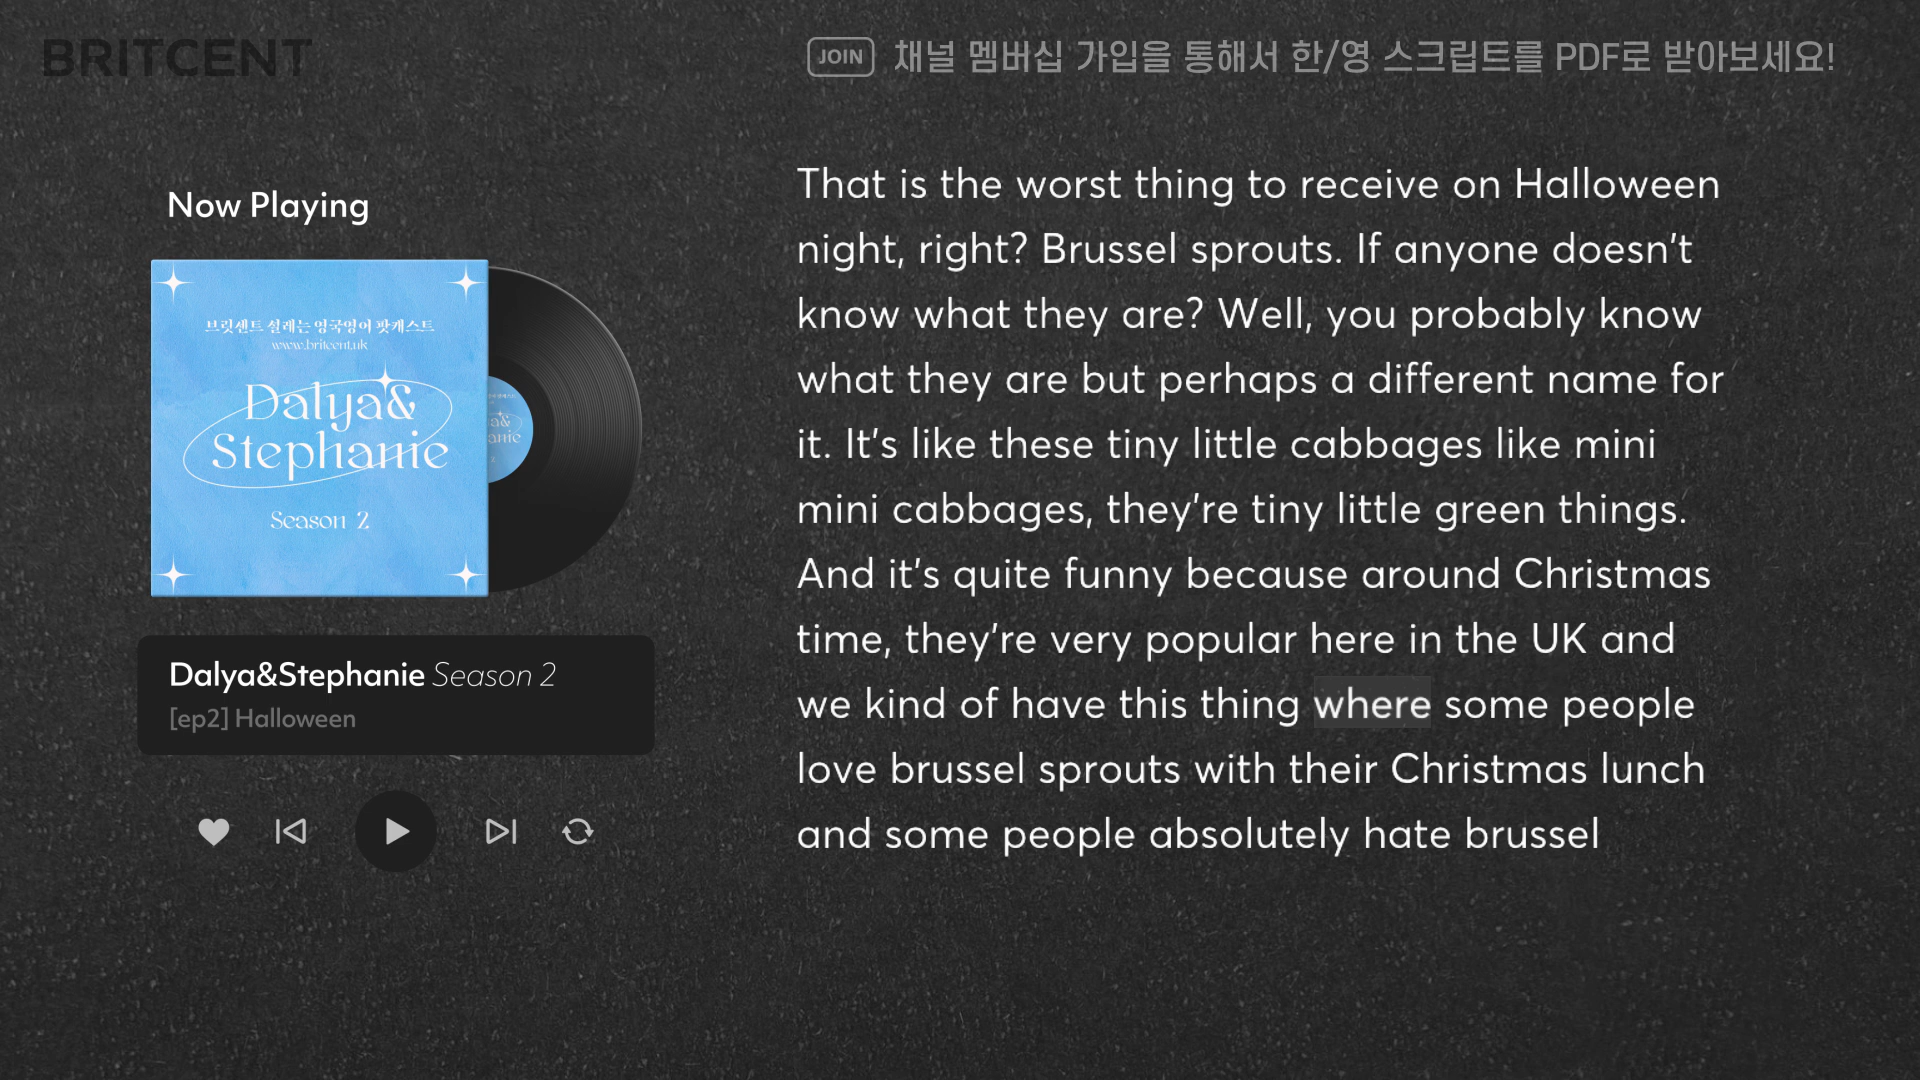 BRITCENT
JOIN 채널 멤버십 가입을 통해서 한/영 스크립트를 PDF로 받아보세요!
Now Playing
브릿센트 설레는 영국영어 팟캐스트
www.britcent.uk
Dalya&
Stephanie
Season 2
Dalya&Stephanie Season 2
[ep2] Halloween
That is the worst thing to receive on Halloween
night, right? Brussel sprouts. If anyone doesn't
know what they are? Well, you probably know
what they are but perhaps a different name for
it. It's like these tiny little cabbages like mini
mini cabbages, they're tiny little green things.
And it's quite funny because around Christmas
time, they're very popular here in the UK and
we kind of have this thing where some people
love brussel sprouts with their Christmas lunch
and some people absolutely hate brussel